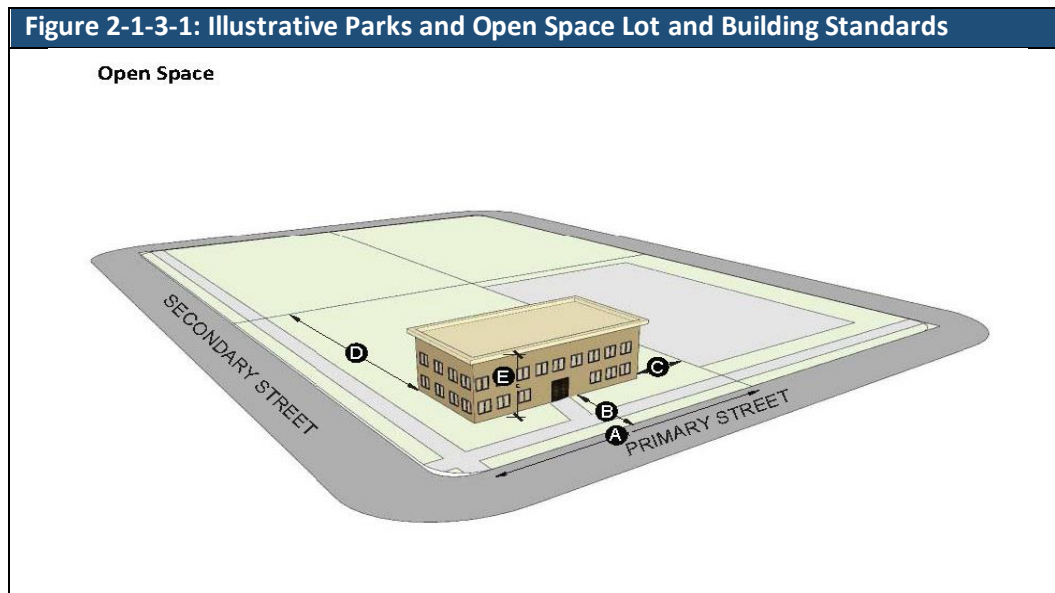 Figure 2-1-3-1: Illustrative Parks and Open Space Lot and Building Standards
Open Space
SECONDARY STREET
D
E
C
B
A
PRIMARY STREET